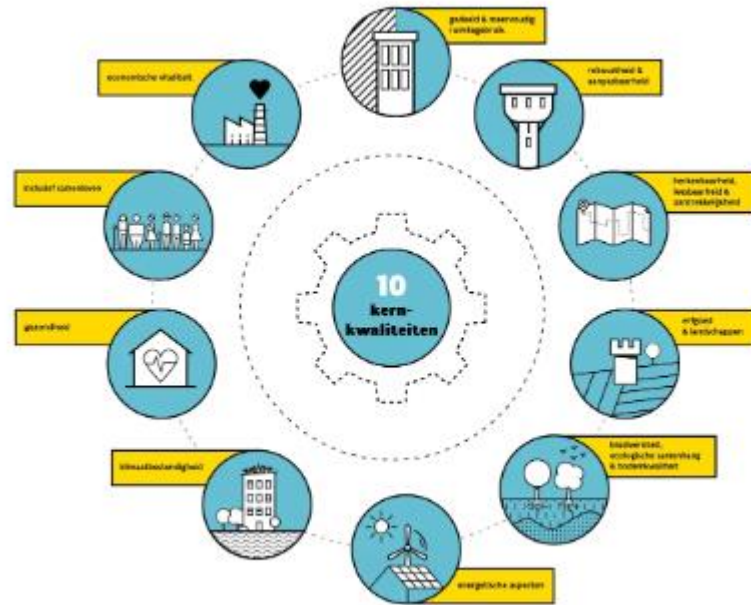 gedeeld & meervoudig
ruimtegebruik
robuustheid &
aanpasbaarheid
herkenbaarheid,
leesbaarheid &
aantrekkelijkheid
erfgoed
& landschappen
biodiversiteit,
ecologische samenhang
& bodemkwaliteit
energetische aspecten
klimaatbestendigheid
gezondheid
inclusief samenleven
economische vitaliteit
10
kern-
kwaliteiten